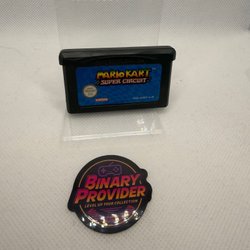 MARIO KART
SUPER CIRCUIT
BINARY
PROVIDER
LEVEL UP YOUR COLLECTION